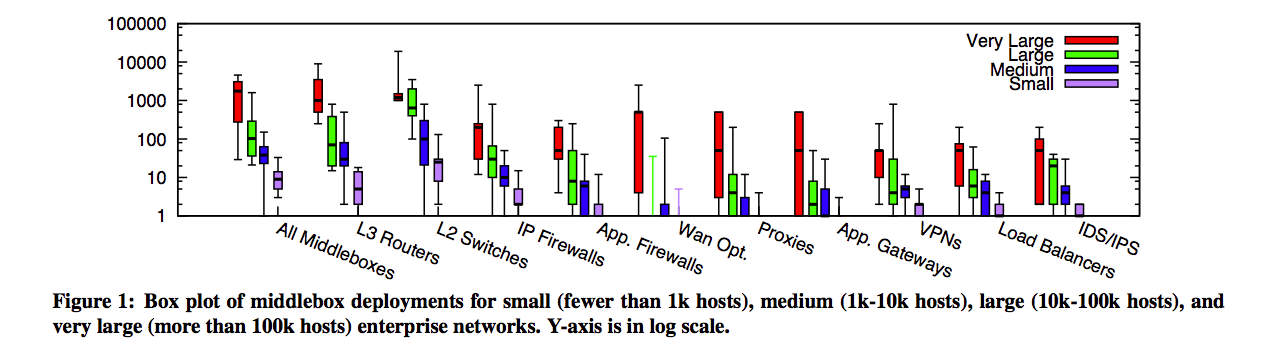 100000
10000
1000
100
10
1
Very Large
Large
Medium
Small
All Middleboxes
L3 Routers
L2 Switches
IP Firewalls
App. Firewalls
Wan Opt.
Proxies
App. Gateways
VPNs
Load Balancers
IDS/IPS
Figure 1: Box plot of middlebox deployments for small (fewer than 1k hosts), medium (1k-10k hosts), large (10k-100k hosts), and
very large (more than 100k hosts) enterprise networks. Y-axis is in log scale.